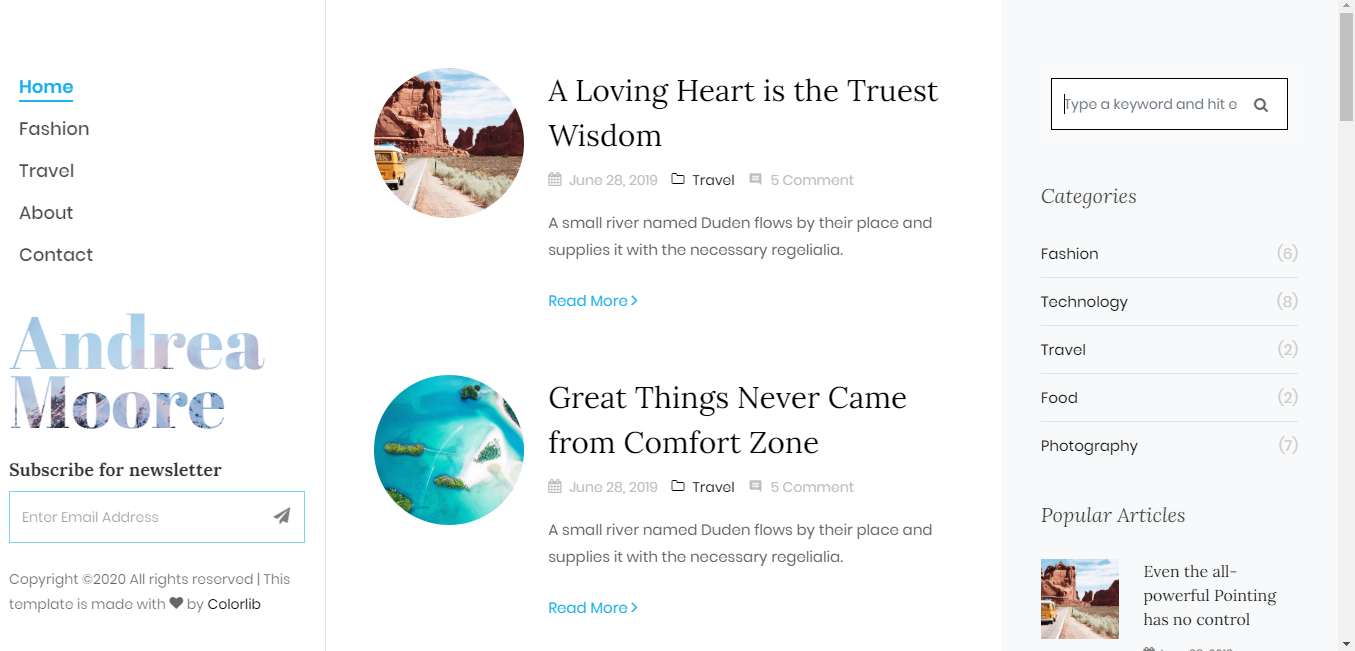 Home
Fashion
Travel
About
Contact
Andrea
Moore
Subscribe for newsletter
Enter Email Address
Copyright ©2020 All rights reserved | This
template is made with ♥ by Colorlib
A Loving Heart is the Truest
Wisdom
June 28, 2019 Travel 5 Comment
A small river named Duden flows by their place and
supplies it with the necessary regelialia.
Read More
Great Things Never Came
from Comfort Zone
June 28, 2019 Travel 5 Comment
A small river named Duden flows by their place and
supplies it with the necessary regelialia.
Read More
Type a keyword and hit e
Categories
Fashion (6)
Technology (8)
Travel (2)
Food (2)
Photography (7)
Popular Articles
Even the all-
powerful Pointing
has no control